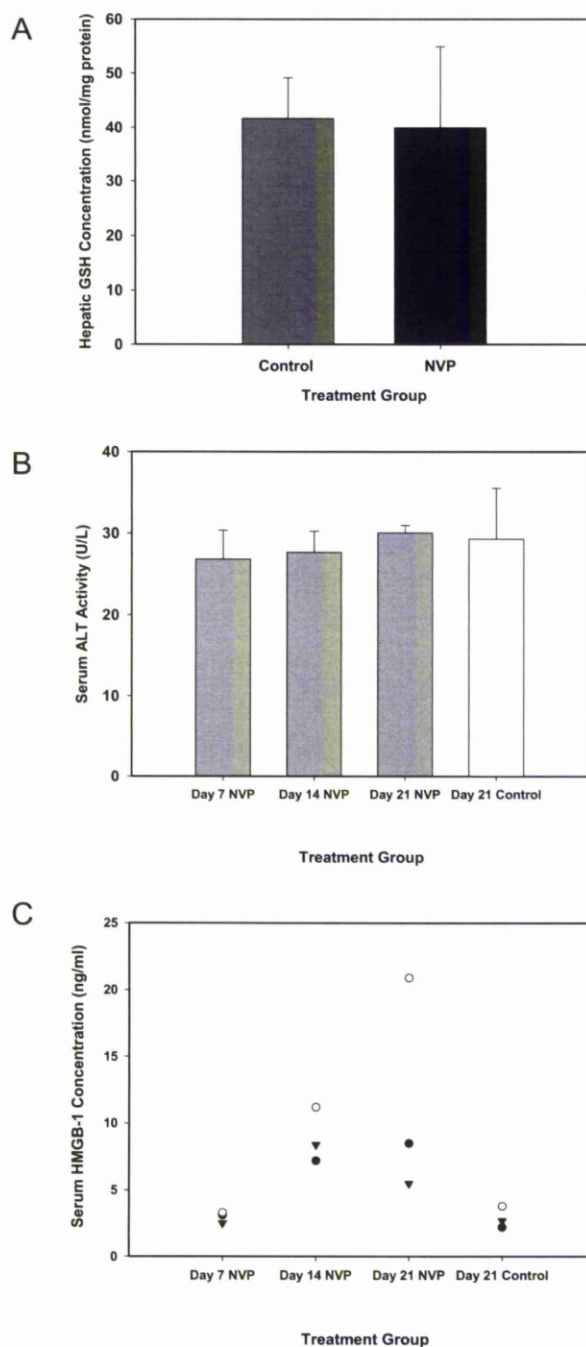 A
Hepatic GSH Concentration (nmol/mg protein)
60
50
40
30
20
10
0
Control NVP
Treatment Group
B
Serum ALT Activity (U/L)
40
30
20
10
0
Day 7 NVP Day 14 NVP Day 21 NVP Day 21 Control
Treatment Group
C
Serum HMGB-1 Concentration (ng/ml)
25
20
15
10
5
0
Day 7 NVP Day 14 NVP Day 21 NVP Day 21 Control
Treatment Group